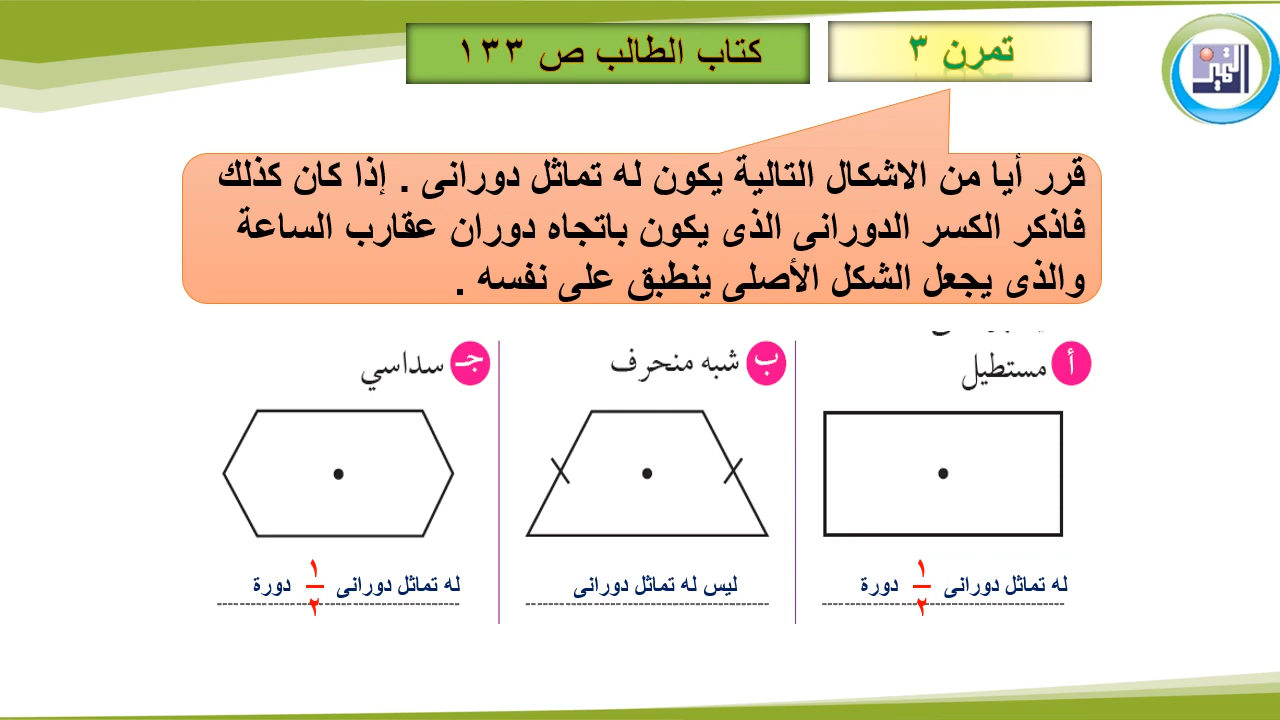 تمرن ٣
كتاب الطالب ص ١٣٣
التميز
قرر أيا من الاشكال التالية يكون له تماثل دورانى . إذا كان كذلك
فاذكر الكسر الدورانى الذى يكون باتجاه دوران عقارب الساعة
والذى يجعل الشكل الأصلى ينطبق على نفسه .
أ مستطيل
ب شبه منحرف
جـ سداسي
له تماثل دورانى ١/٢ دورة
ليس له تماثل دورانى
له تماثل دورانى ١/٢ دورة